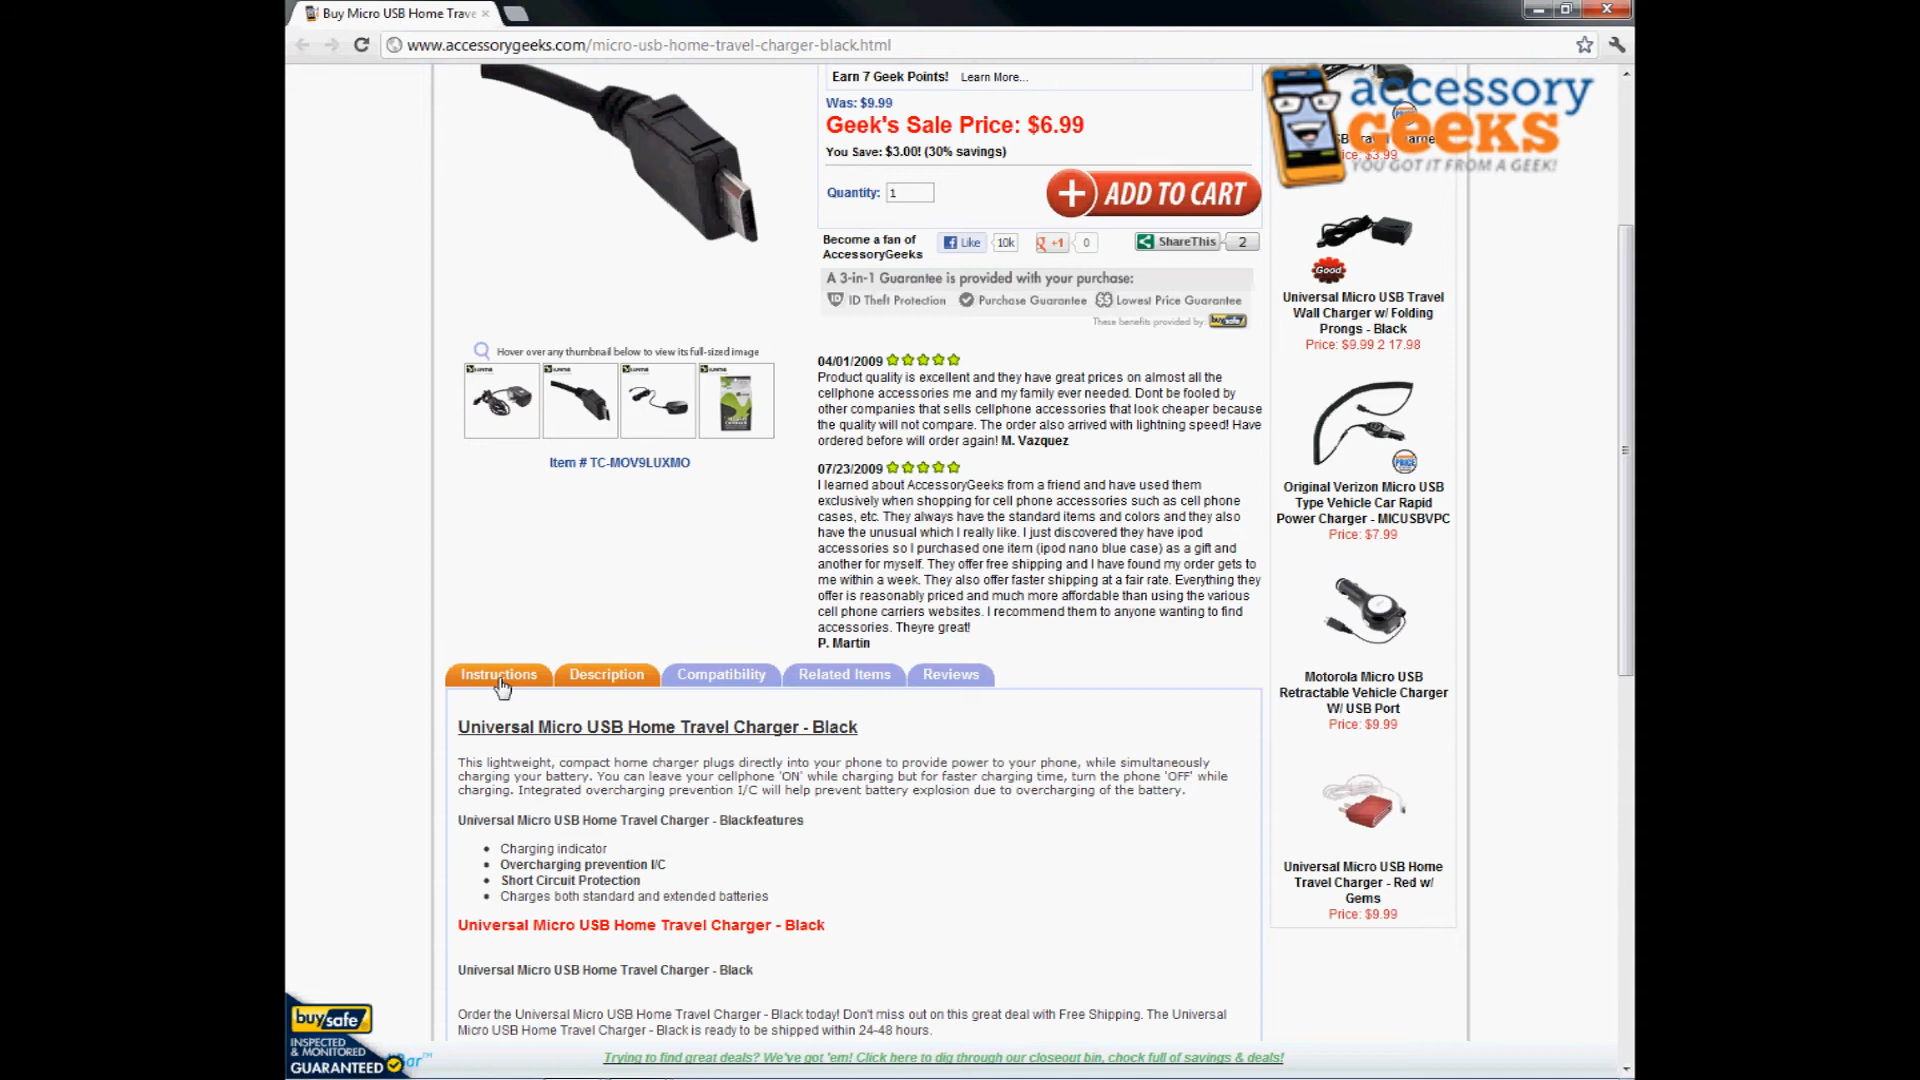 Buy Micro USB Home Trave
www.accessorygeeks.com/micro-usb-home-travel-charger-black.html
Earn 7 Geek Points! Learn More...
Was: $9.99
Geek's Sale Price: $6.99
You Save: $3.00! (30% savings)
Quantity: 1
ADD TO CART
Become a fan of
AccessoryGeeks
Like 10k
+1 0
ShareThis 2
A 3-in-1 Guarantee is provided with your purchase:
ID Theft Protection Purchase Guarantee Lowest Price Guarantee
These benefits provided by: buySafe
Hover over any thumbnail below to view its full-sized image
Item # TC-MOV9LUXMO
04/01/2009
Product quality is excellent and they have great prices on almost all the
cellphone accessories me and my family ever needed. Dont be fooled by
other companies that sells cellphone accessories that look cheaper because
the quality will not compare. The order also arrived with lightning speed! Have
ordered before will order again! M. Vazquez
07/23/2009
I learned about AccessoryGeeks from a friend and have used them
exclusively when shopping for cell phone accessories such as cell phone
cases, etc. They always have the standard items and colors and they also
have the unusual which I really like. I just discovered they have ipod
accessories so I purchased one item (ipod nano blue case) as a gift and
another for myself. They offer free shipping and I have found my order gets to
me within a week. They also offer faster shipping at a fair rate. Everything they
offer is reasonably priced and much more affordable than using the various
cell phone carriers websites. I recommend them to anyone wanting to find
accessories. Theyre great!
P. Martin
accessory
Geeks
YOU GOT IT FROM A GEEK!
$3.99
Good
Universal Micro USB Travel
Wall Charger w/ Folding
Prongs - Black
Price: $9.99 2 17.98
PRICE
Original Verizon Micro USB
Type Vehicle Car Rapid
Power Charger - MICUSBVPC
Price: $7.99
Motorola Micro USB
Retractable Vehicle Charger
W/ USB Port
Price: $9.99
Universal Micro USB Home
Travel Charger - Red w/
Gems
Price: $9.99
Instructions
Description
Compatibility
Related Items
Reviews
Universal Micro USB Home Travel Charger - Black
This lightweight, compact home charger plugs directly into your phone to provide power to your phone, while simultaneously
charging your battery. You can leave your cellphone 'ON' while charging but for faster charging time, turn the phone 'OFF' while
charging. Integrated overcharging prevention I/C will help prevent battery explosion due to overcharging of the battery.
Universal Micro USB Home Travel Charger - Blackfeatures
Charging indicator
Overcharging prevention I/C
Short Circuit Protection
Charges both standard and extended batteries
Universal Micro USB Home Travel Charger - Black
Universal Micro USB Home Travel Charger - Black
Order the Universal Micro USB Home Travel Charger - Black today! Don't miss out on this great deal with Free Shipping. The Universal
Micro USB Home Travel Charger - Black is ready to be shipped within 24-48 hours.
buySafe
INSPECTED
& MONITORED
GUARANTEED
Bar™
Trying to find great deals? We've got 'em! Click here to dig through our closeout bin, chock full of savings & deals!